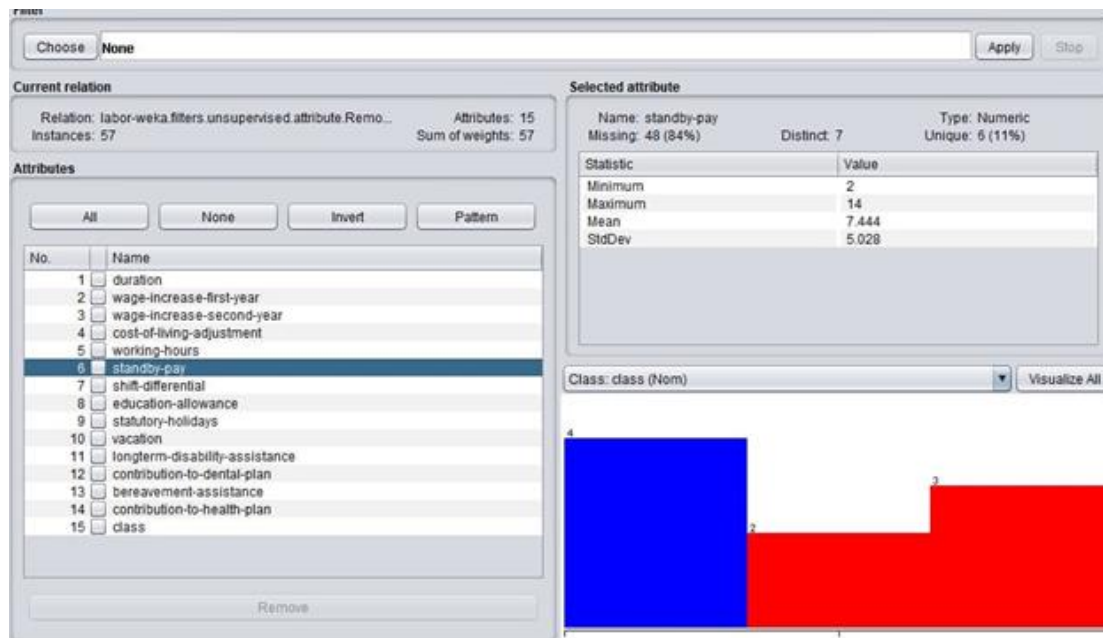 Filter
Choose None Apply Stop
Current relation
Relation: labor-weka.filters.unsupervised.attribute.Remo... Attributes: 15
Instances: 57 Sum of weights: 57
Attributes
All None Invert Pattern
No. Name
1 duration
2 wage-increase-first-year
3 wage-increase-second-year
4 cost-of-living-adjustment
5 working-hours
6 standby-pay
7 shift-differential
8 education-allowance
9 statutory-holidays
10 vacation
11 longterm-disability-assistance
12 contribution-to-dental-plan
13 bereavement-assistance
14 contribution-to-health-plan
15 class
Remove
Selected attribute
Name: standby-pay Type: Numeric
Missing: 48 (84%) Distinct: 7 Unique: 6 (11%)
Statistic Value
Minimum 2
Maximum 14
Mean 7.444
StdDev 5.028
Class: class (Nom) Visualize All
4
2
3